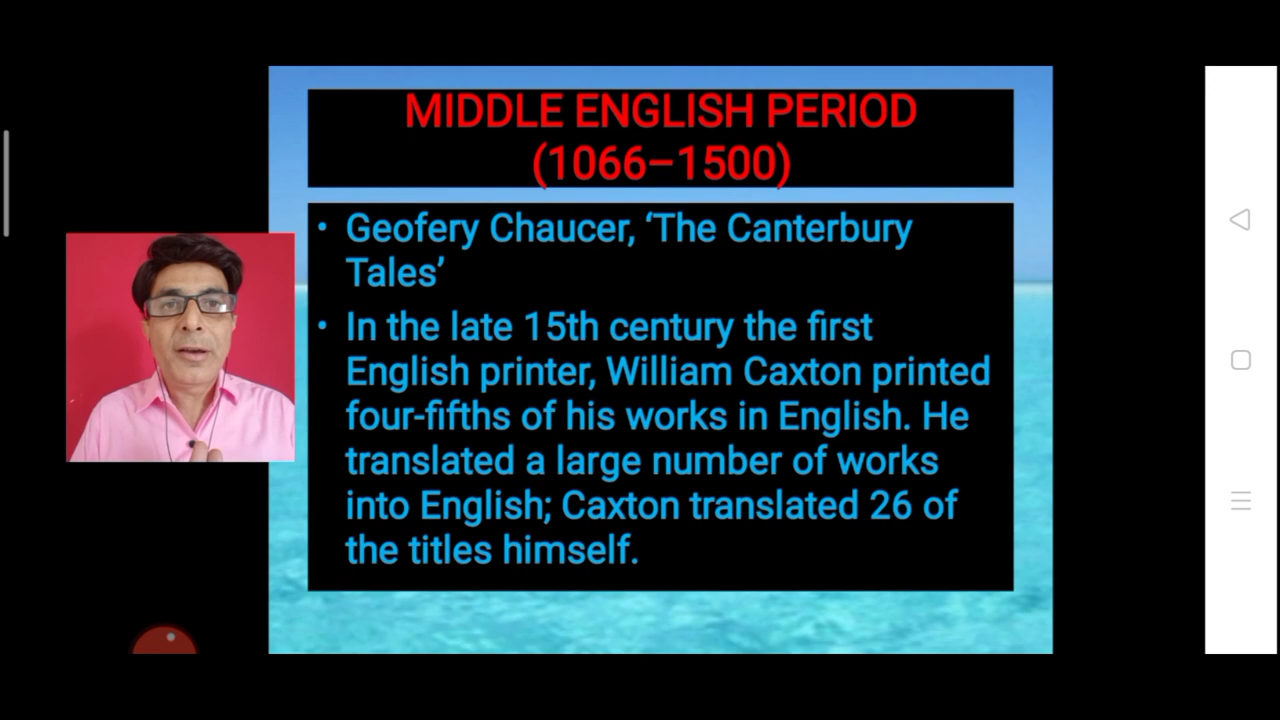 MIDDLE ENGLISH PERIOD
(1066–1500)
• Geofery Chaucer, ‘The Canterbury
Tales’
• In the late 15th century the first
English printer, William Caxton printed
four-fifths of his works in English. He
translated a large number of works
into English; Caxton translated 26 of
the titles himself.